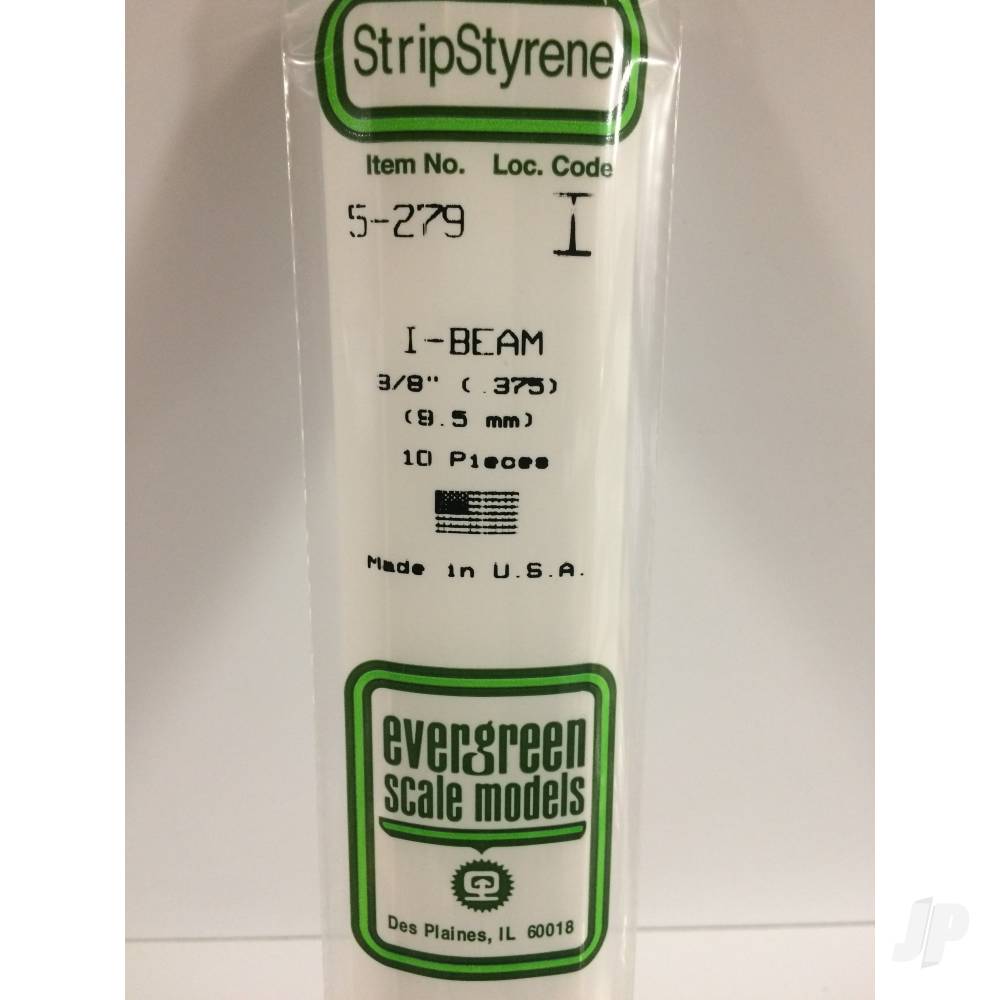 StripStyrene
Item No. Loc. Code
5-279 I
I-BEAM
3/8" (.375)
(9.5 mm)
10 Pieces
Made in U.S.A.
evergreen
scale models
Des Plaines, IL 60018
JP